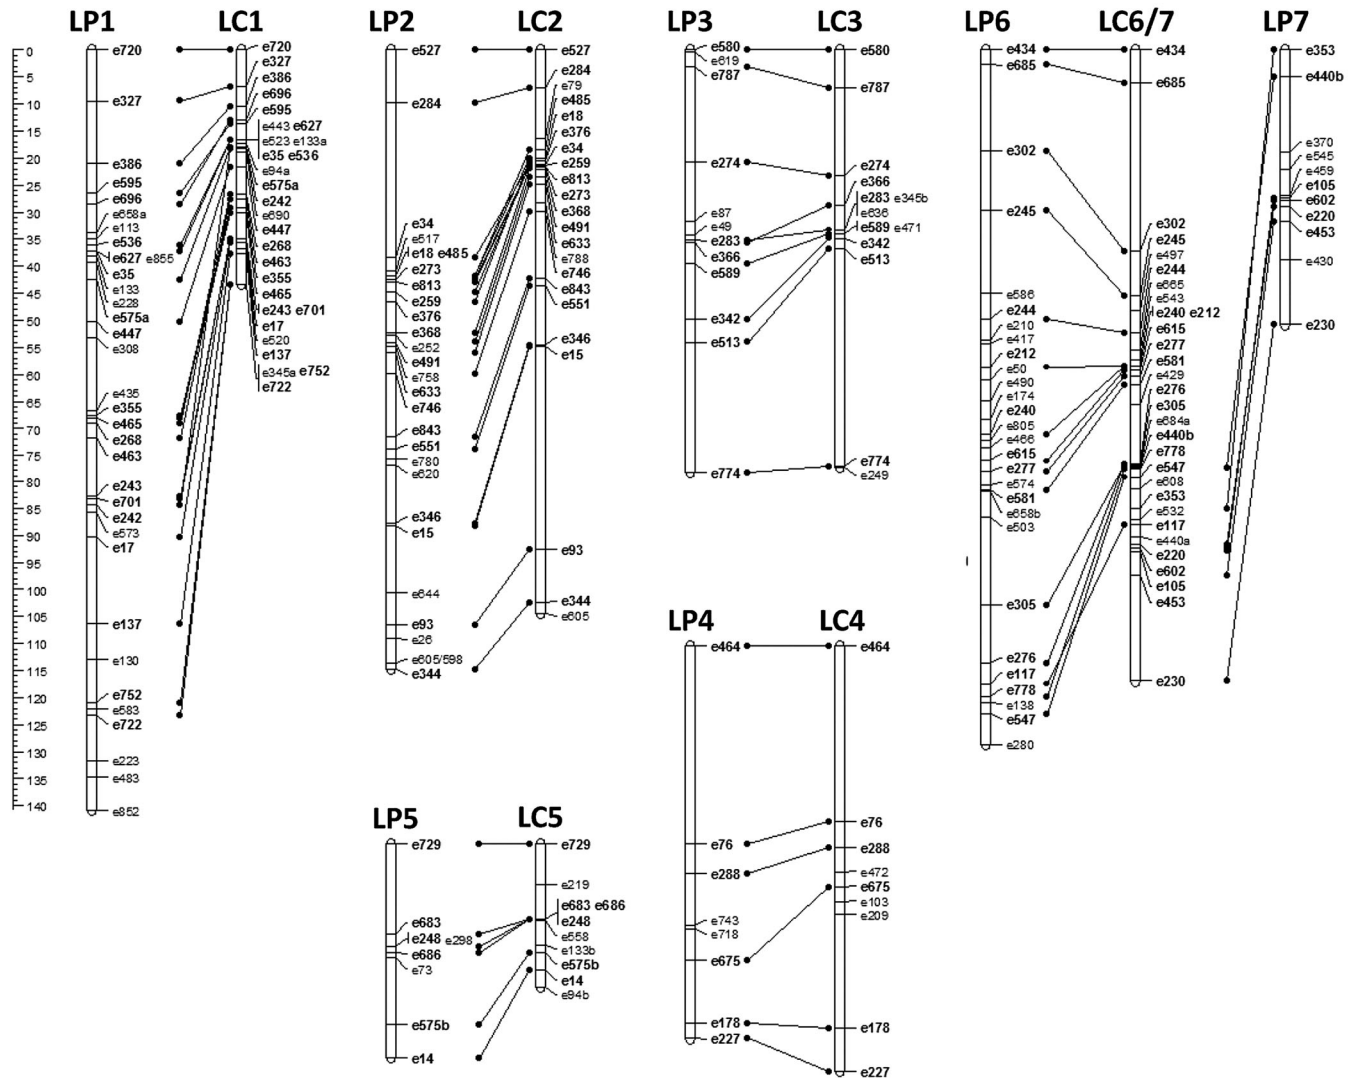 LP1
LC1
LP2
LC2
LP3
LC3
LP6
LC6/7
LP7
0
5
10
15
20
25
30
35
40
45
50
55
60
65
70
75
80
85
90
95
100
105
110
115
120
125
130
135
140
e720
e327
e386
e595
e696
e658a
e113
e536
e627 e855
e35
e133
e228
e575a
e447
e308
e435
e355
e465
e268
e463
e243
e701
e242
e573
e17
e137
e130
e752
e583
e722
e223
e483
e852
e720
e327
e386
e696
e595
e443 e627
e523 e133a
e35 e536
e94a
e575a
e242
e690
e447
e268
e463
e355
e465
e243 e701
e17
e520
e137
e345a e752
e722
e527
e284
e34
e517
e18 e485
e273
e813
e259
e376
e368
e252
e491
e758
e633
e746
e843
e551
e780
e620
e346
e15
e644
e93
e26
e605/598
e344
e527
e284
e79
e485
e18
e376
e34
e259
e813
e273
e368
e491
e633
e788
e746
e843
e551
e346
e15
e93
e344
e605
e580
e619
e787
e274
e87
e49
e283
e366
e589
e342
e513
e774
e580
e787
e274
e366
e283 e345b
e636
e589 e471
e342
e513
e774
e249
e434
e685
e302
e245
e586
e244
e210
e417
e212
e50
e490
e174
e240
e805
e466
e615
e277
e574
e581
e658b
e503
e305
e276
e117
e778
e138
e547
e280
e434
e685
e302
e245
e497
e244
e665
e543
e240 e212
e615
e277
e581
e429
e276
e305
e684a
e440b
e778
e547
e608
e353
e532
e117
e440a
e220
e602
e105
e453
e230
e353
e440b
e370
e545
e459
e105
e602
e220
e453
e430
e230
LP4
LC4
e464
e76
e288
e743
e718
e675
e178
e227
e464
e76
e288
e472
e675
e103
e209
e178
e227
LP5
LC5
e729
e683
e248 e298
e686
e73
e575b
e14
e729
e219
e683 e686
e248
e558
e133b
e575b
e14
e94b